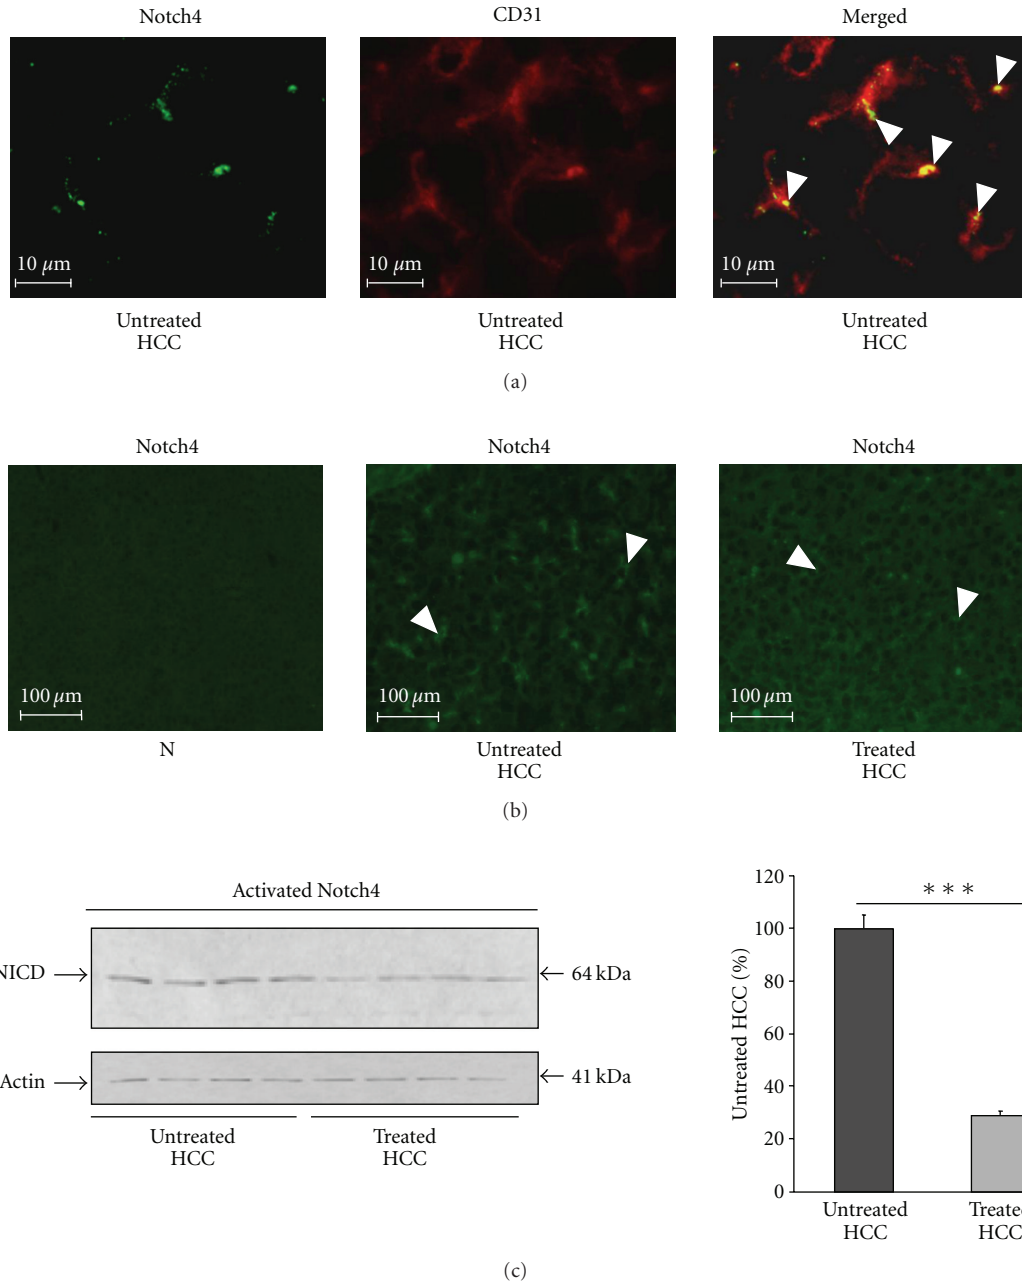 Notch4
CD31
Merged
10 μm
10 μm
10 μm
Untreated
HCC
Untreated
HCC
Untreated
HCC
(a)
Notch4
Notch4
Notch4
100 μm
100 μm
100 μm
N
Untreated
HCC
Treated
HCC
(b)
Activated Notch4
NICD
64 kDa
Actin
41 kDa
Untreated
HCC
Treated
HCC
Untreated HCC (%)
120
100
80
60
40
20
0
∗∗∗
Untreated
HCC
Treated
HCC
(c)